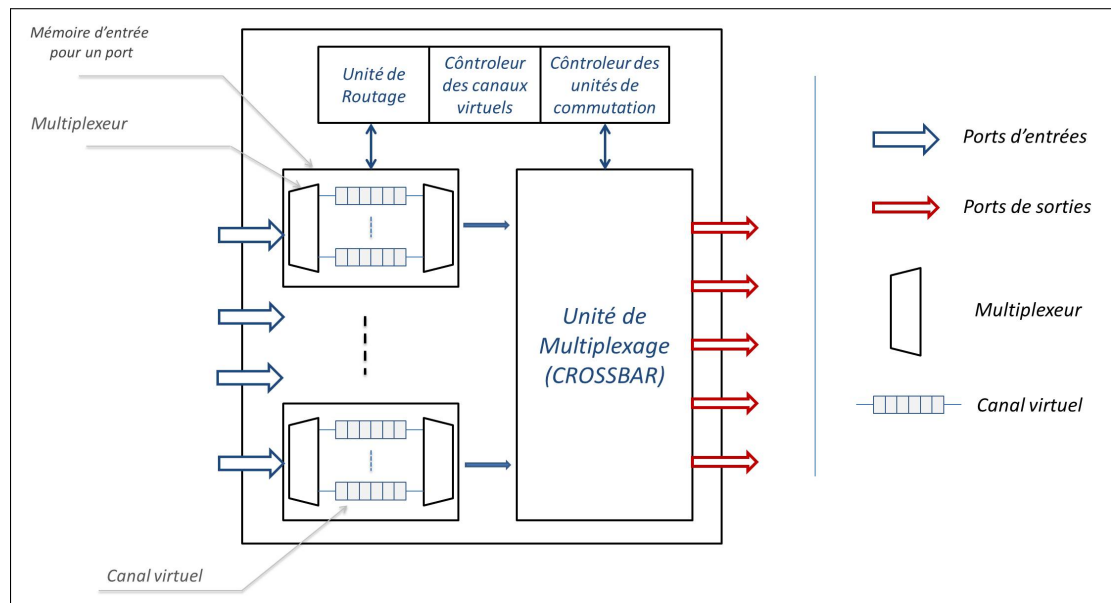 Mémoire d'entrée
pour un port
Multiplexeur
Unité de
Routage
Côntroleur
des canaux
virtuels
Côntroleur des
unités de
commutation
Unité de
Multiplexage
(CROSSBAR)
Canal virtuel
Ports d'entrées
Ports de sorties
Multiplexeur
Canal virtuel